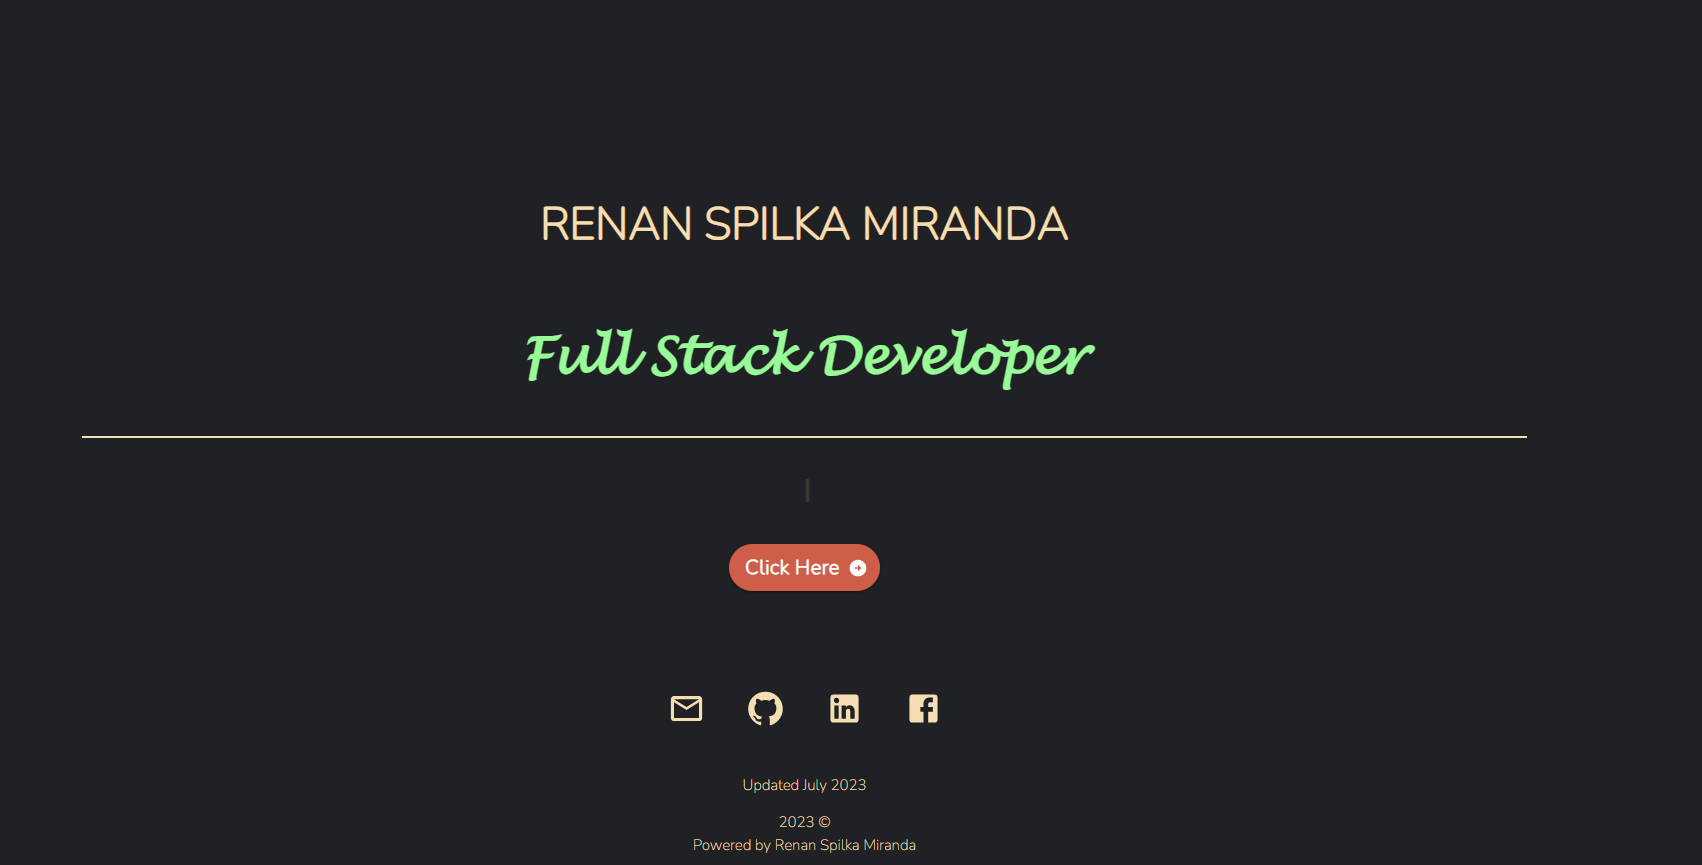 RENAN SPILKA MIRANDA
Full Stack Developer
Click Here
Updated July 2023
2023 ©
Powered by Renan Spilka Miranda